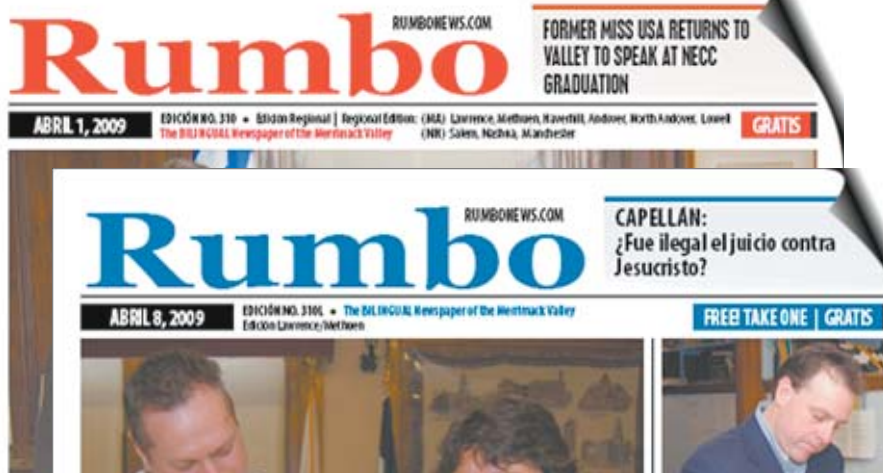 Rumbo
RUMBONEWS.COM
FORMER MISS USA RETURNS TO
VALLEY TO SPEAK AT NECC
GRADUATION
ABRIL 1, 2009
EDICIÓN NO. 310 • Edición Regional | Regional Edition: (MA) Lawrence, Methuen, Haverhill, Andover, North Andover, Lowell
The BILINGUAL Newspaper of the Merrimack Valley (NH) Salem, Nashua, Manchester
GRATIS
Rumbo
RUMBONEWS.COM
CAPELLÁN:
¿Fue ilegal el juicio contra
Jesucristo?
ABRIL 8, 2009
EDICIÓN NO. 310L • The BILINGUAL Newspaper of the Merrimack Valley
Edición Lawrence/Methuen
FREE! TAKE ONE | GRATIS